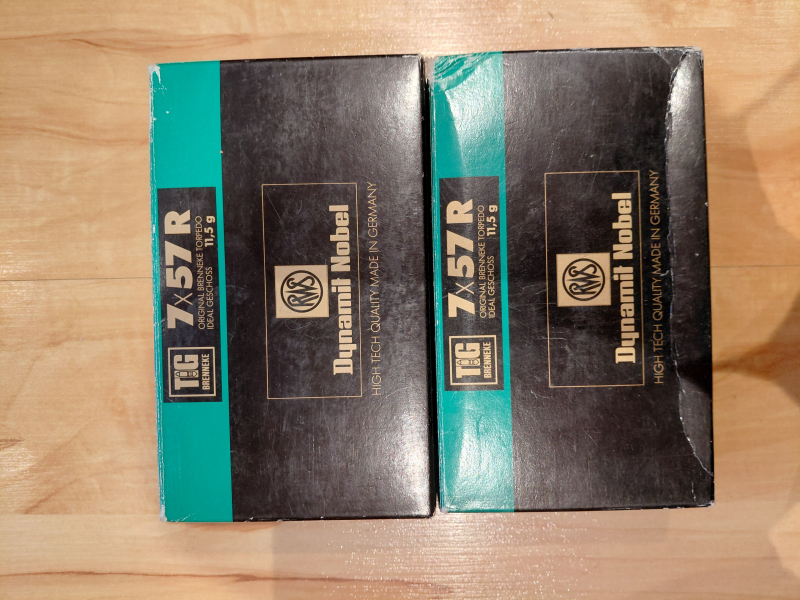 TIG
BRENNEKE
7x57 R
ORIGINAL BRENNEKE TORPEDO
IDEAL GESCHOSS 11,5 g
RWS
Dynamit Nobel
HIGH TECH QUALITY MADE IN GERMANY
TIG
BRENNEKE
7x57 R
ORIGINAL BRENNEKE TORPEDO
IDEAL GESCHOSS 11,5 g
RWS
Dynamit Nobel
HIGH TECH QUALITY MADE IN GERMANY